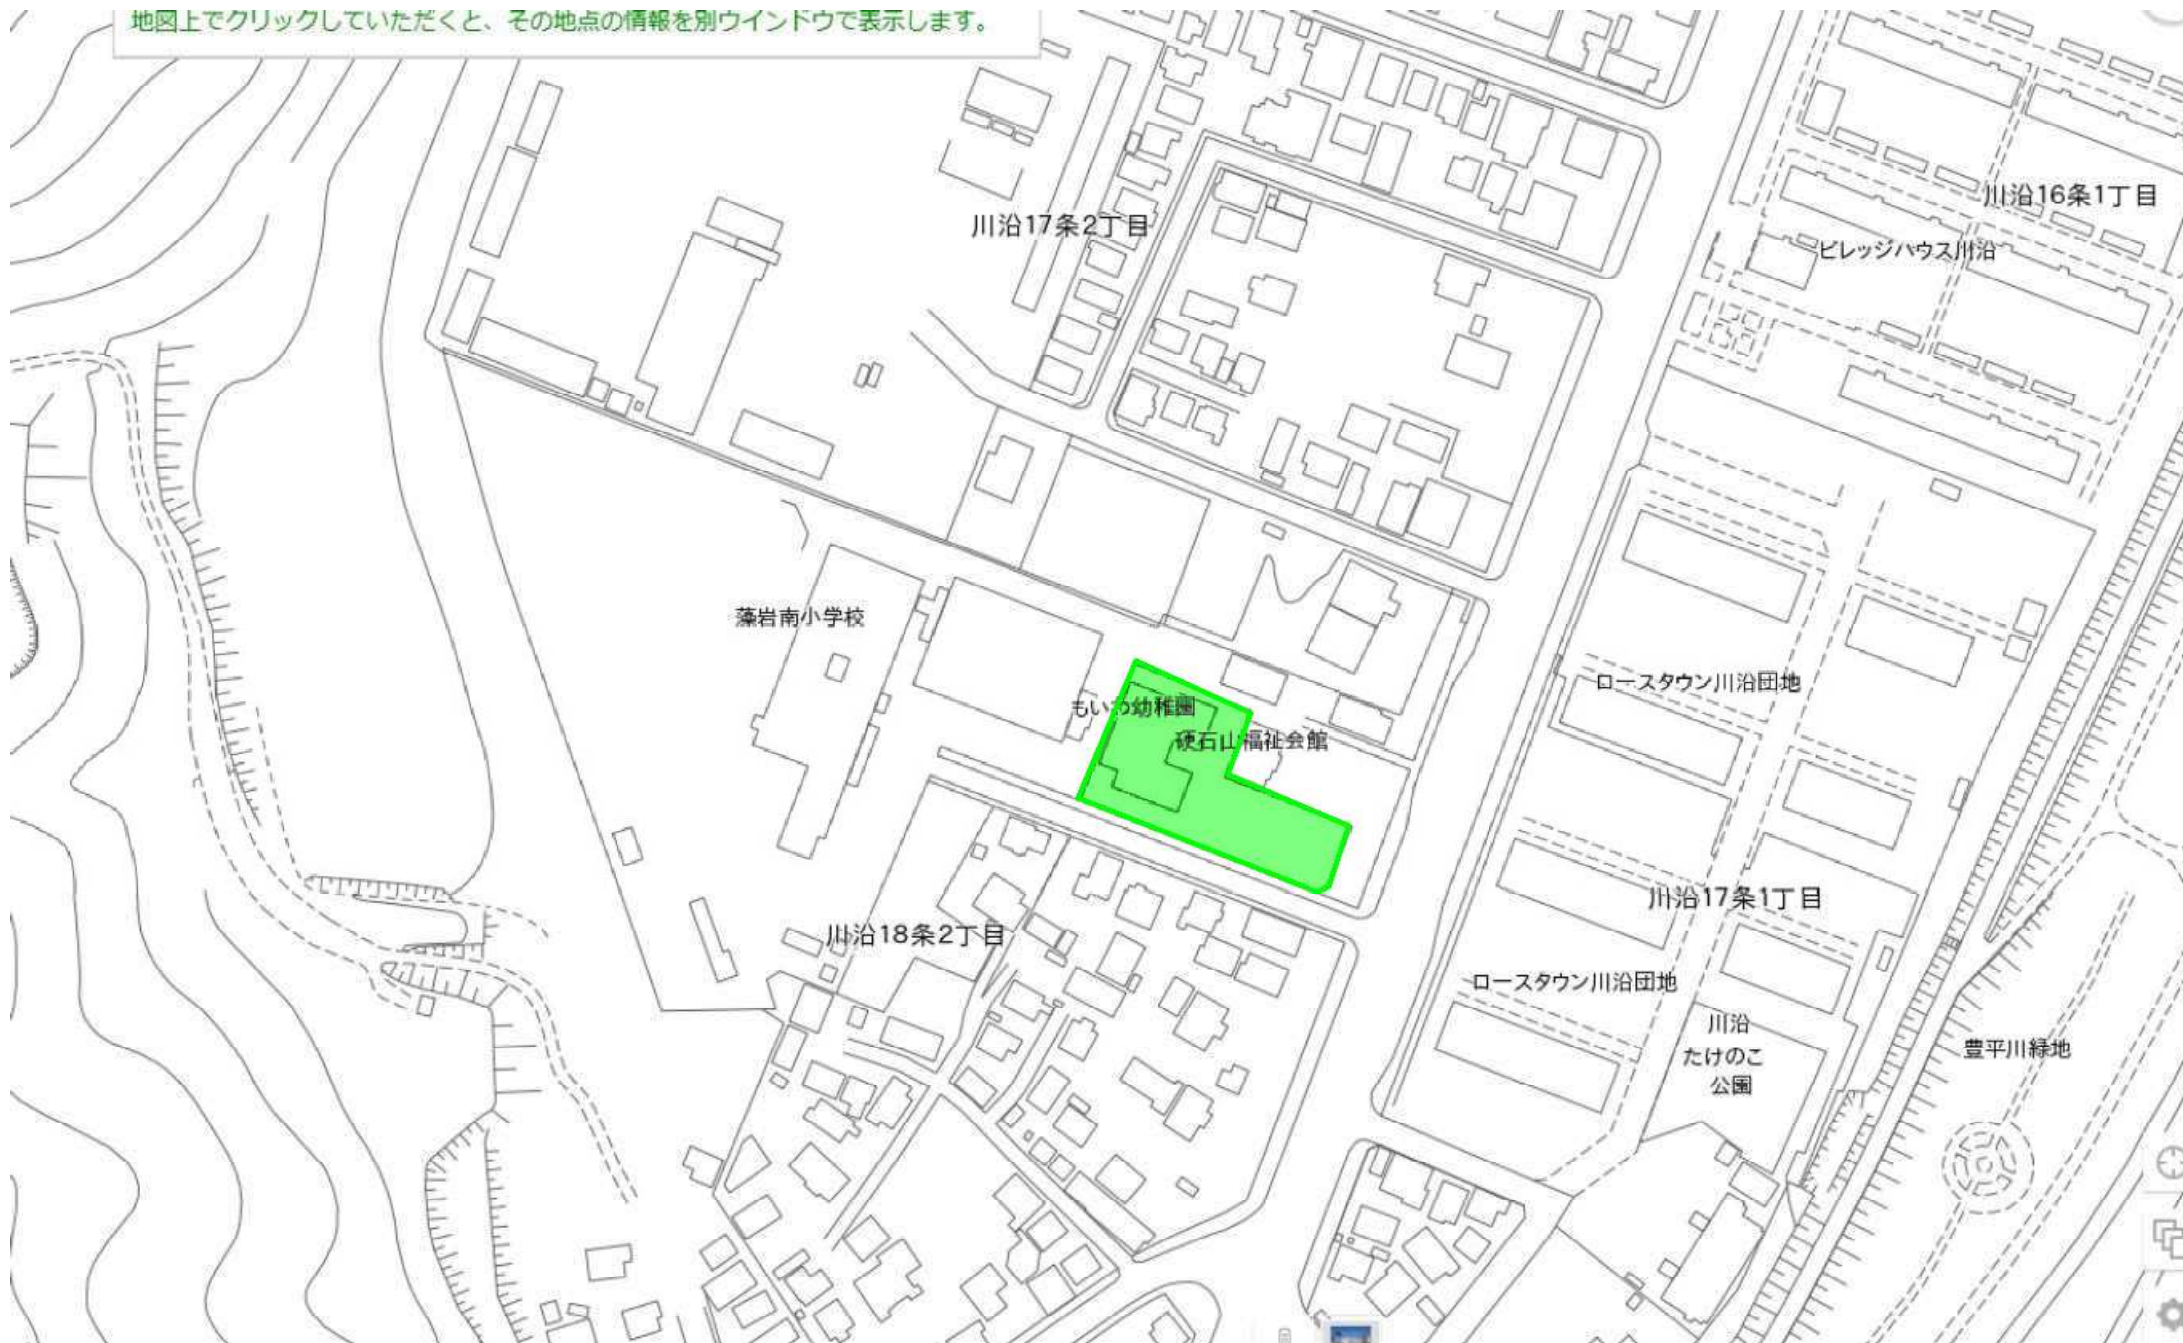 地図上でクリックしていただくと、その地点の情報を別ウインドウで表示します。
川沿16条1丁目
川沿17条2丁目
ビレッジハウス川沿
藻岩南小学校
ロースタウン川沿団地
もいわ幼稚園
硬石山福祉会館
川沿17条1丁目
川沿18条2丁目
ロースタウン川沿団地
川沿
たけのこ
公園
豊平川緑地